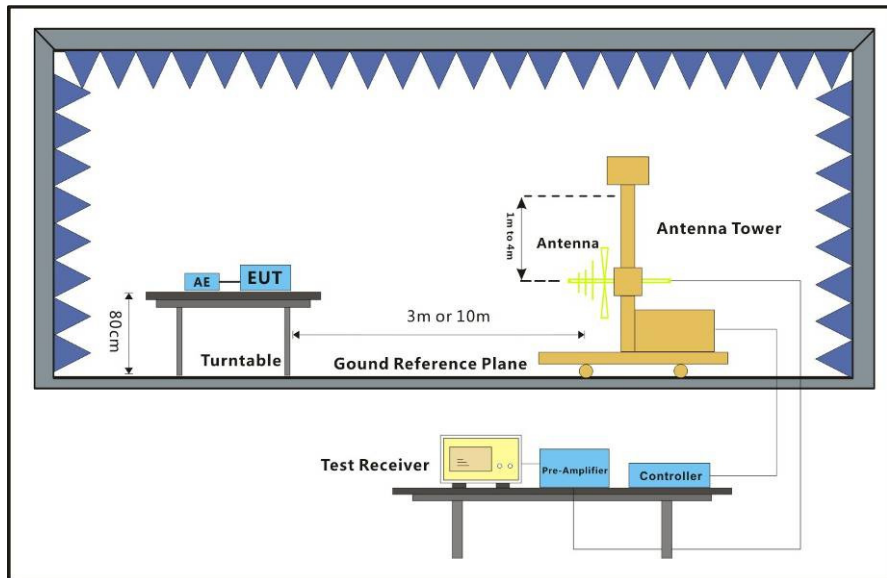 1m to 4m
Antenna Tower
Antenna
AE
EUT
80cm
3m or 10m
Turntable
Gound Reference Plane
Test Receiver
Pre-Amplifier
Controller